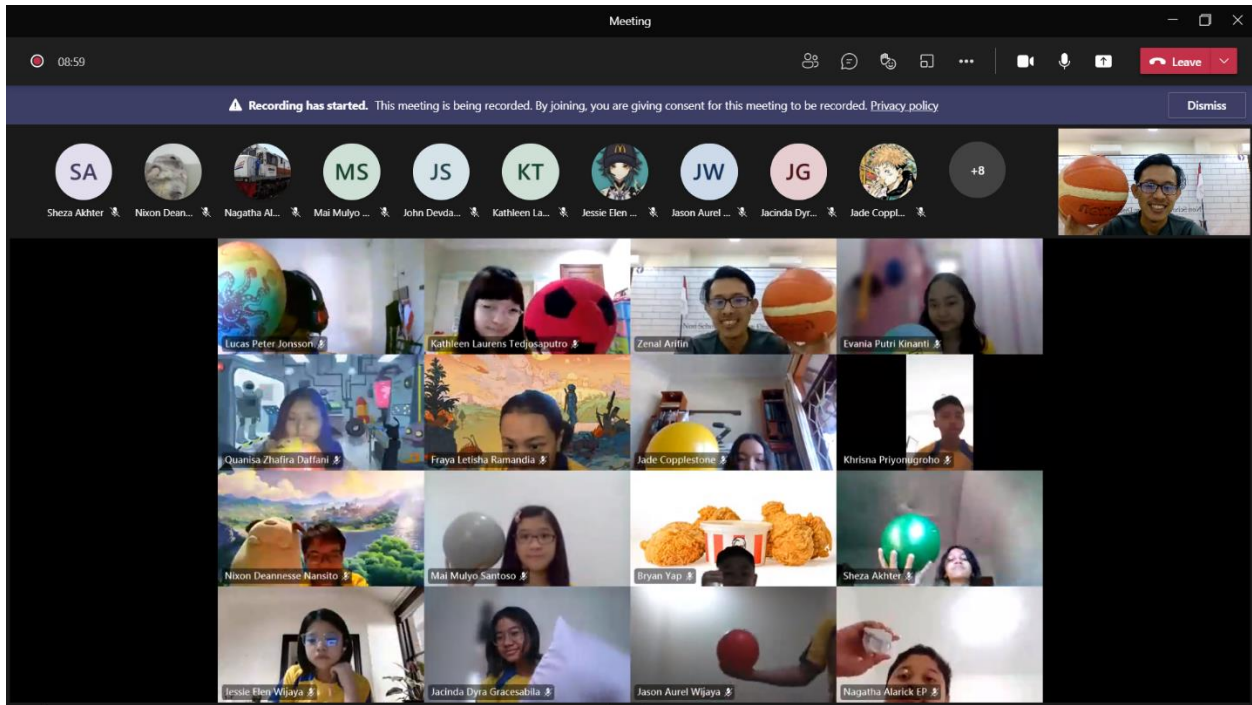 Meeting
08:59
Leave
Recording has started. This meeting is being recorded. By joining, you are giving consent for this meeting to be recorded. Privacy policy
Dismiss
SA
MS
JS
KT
JW
JG
+8
Sheza Akhter
Nixon Dean...
Nagatha Al...
Mai Mulyo ...
John Devda...
Kathleen La...
Jessie Elen ...
Jason Aurel ...
Jacinda Dyr...
Jade Coppl...
Lucas Peter Jonsson
Kathleen Laurens Tedjosaputro
Zenal Arifin
Evania Putri Kinanti
Quanisa Zhafira Daffani
Fraya Letisha Ramandia
Jade Copplestone
Khrisna Priyonugroho
Nixon Deannesse Nansito
Mai Mulyo Santoso
Bryan Yap
Sheza Akhter
Jessie Elen Wijaya
Jacinda Dyra Gracesabila
Jason Aurel Wijaya
Nagatha Alarick EP